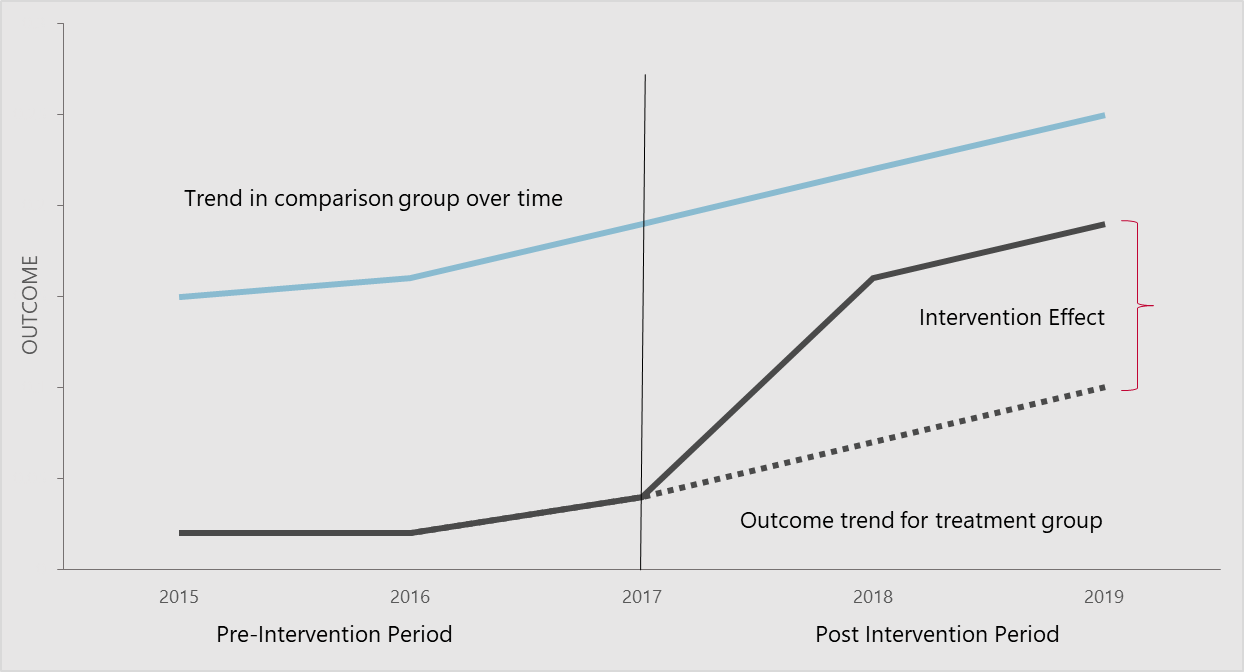 Trend in comparison group over time
OUTCOME
Intervention Effect
Outcome trend for treatment group
2015 2016 2017 2018 2019
Pre-Intervention Period Post Intervention Period